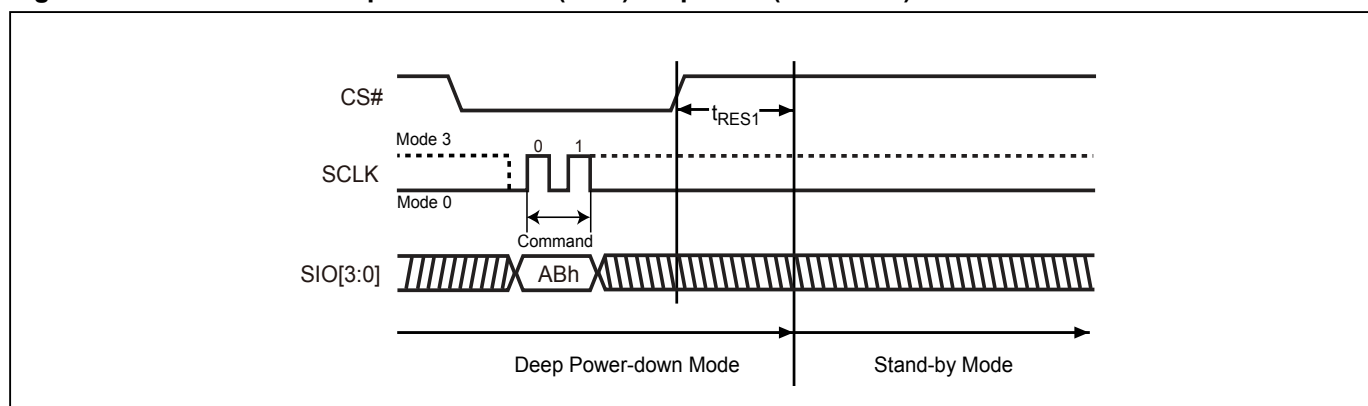 CS#
tRES1
Mode 3
0 1
SCLK
Mode 0
Command
SIO[3:0]
ABh
Deep Power-down Mode
Stand-by Mode